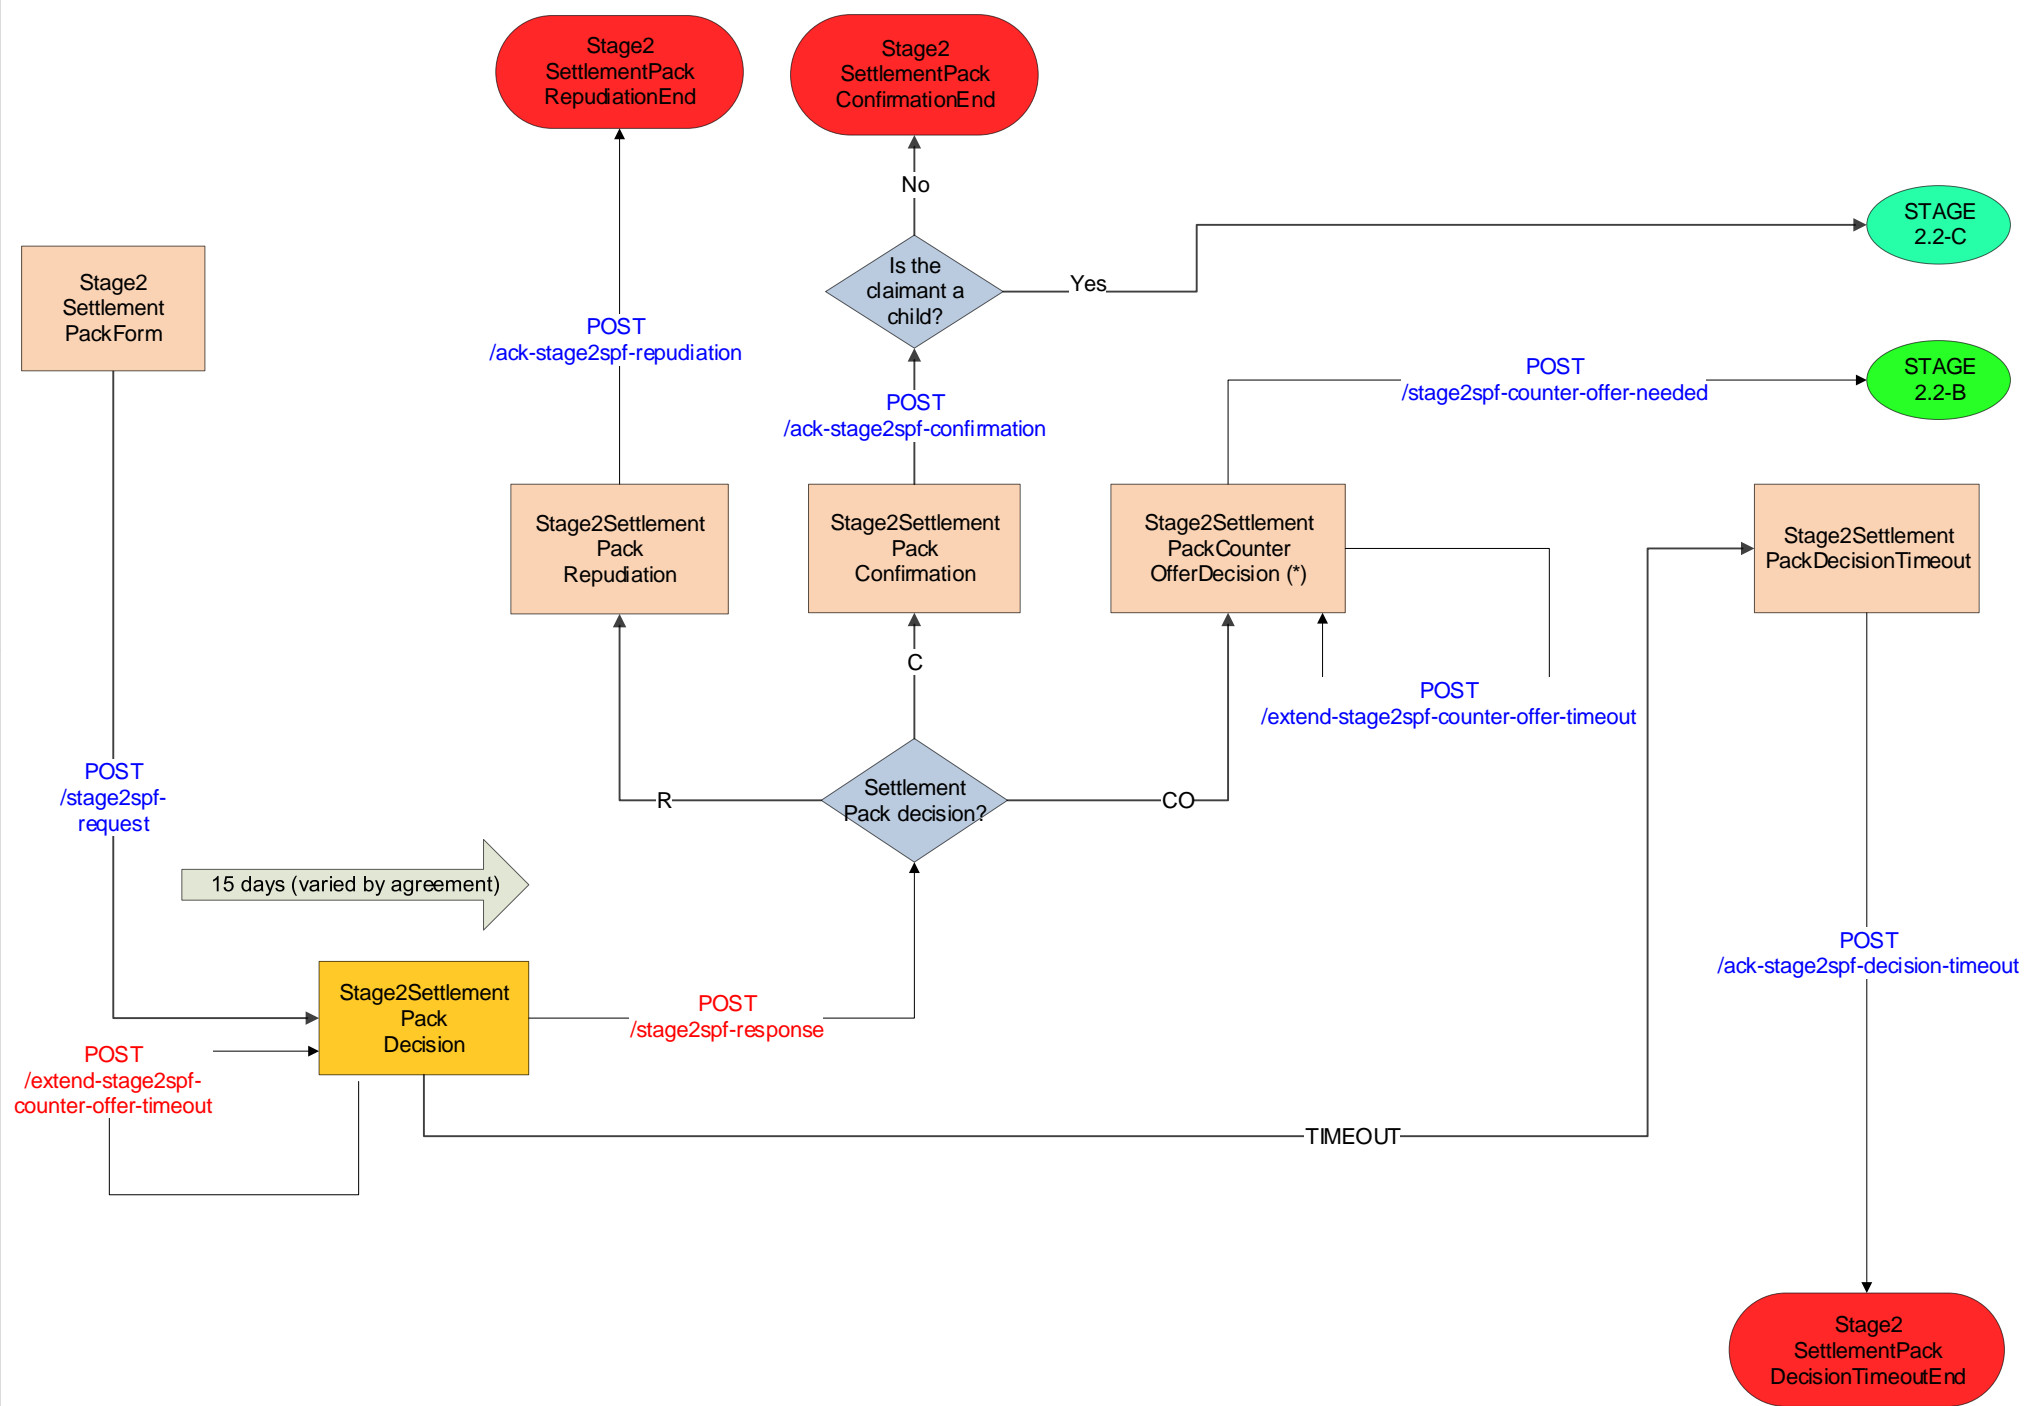 Stage2
SettlementPack
RepudiationEnd
Stage2
SettlementPack
ConfirmationEnd
No
STAGE
2.2-C
Is the
claimant a
child?
Yes
Stage2
Settlement
PackForm
POST
/ack-stage2spf-repudiation
POST
/stage2spf-counter-offer-needed
STAGE
2.2-B
POST
/ack-stage2spf-confirmation
Stage2Settlement
Pack
Repudiation
Stage2Settlement
Pack
Confirmation
Stage2Settlement
PackCounter
OfferDecision (*)
Stage2Settlement
PackDecisionTimeout
C
POST
/extend-stage2spf-counter-offer-timeout
POST
/stage2spf-
request
R
Settlement
Pack decision?
CO
15 days (varied by agreement)
POST
/ack-stage2spf-decision-timeout
Stage2Settlement
Pack
Decision
POST
/stage2spf-response
POST
/extend-stage2spf-
counter-offer-timeout
TIMEOUT
Stage2
SettlementPack
DecisionTimeoutEnd